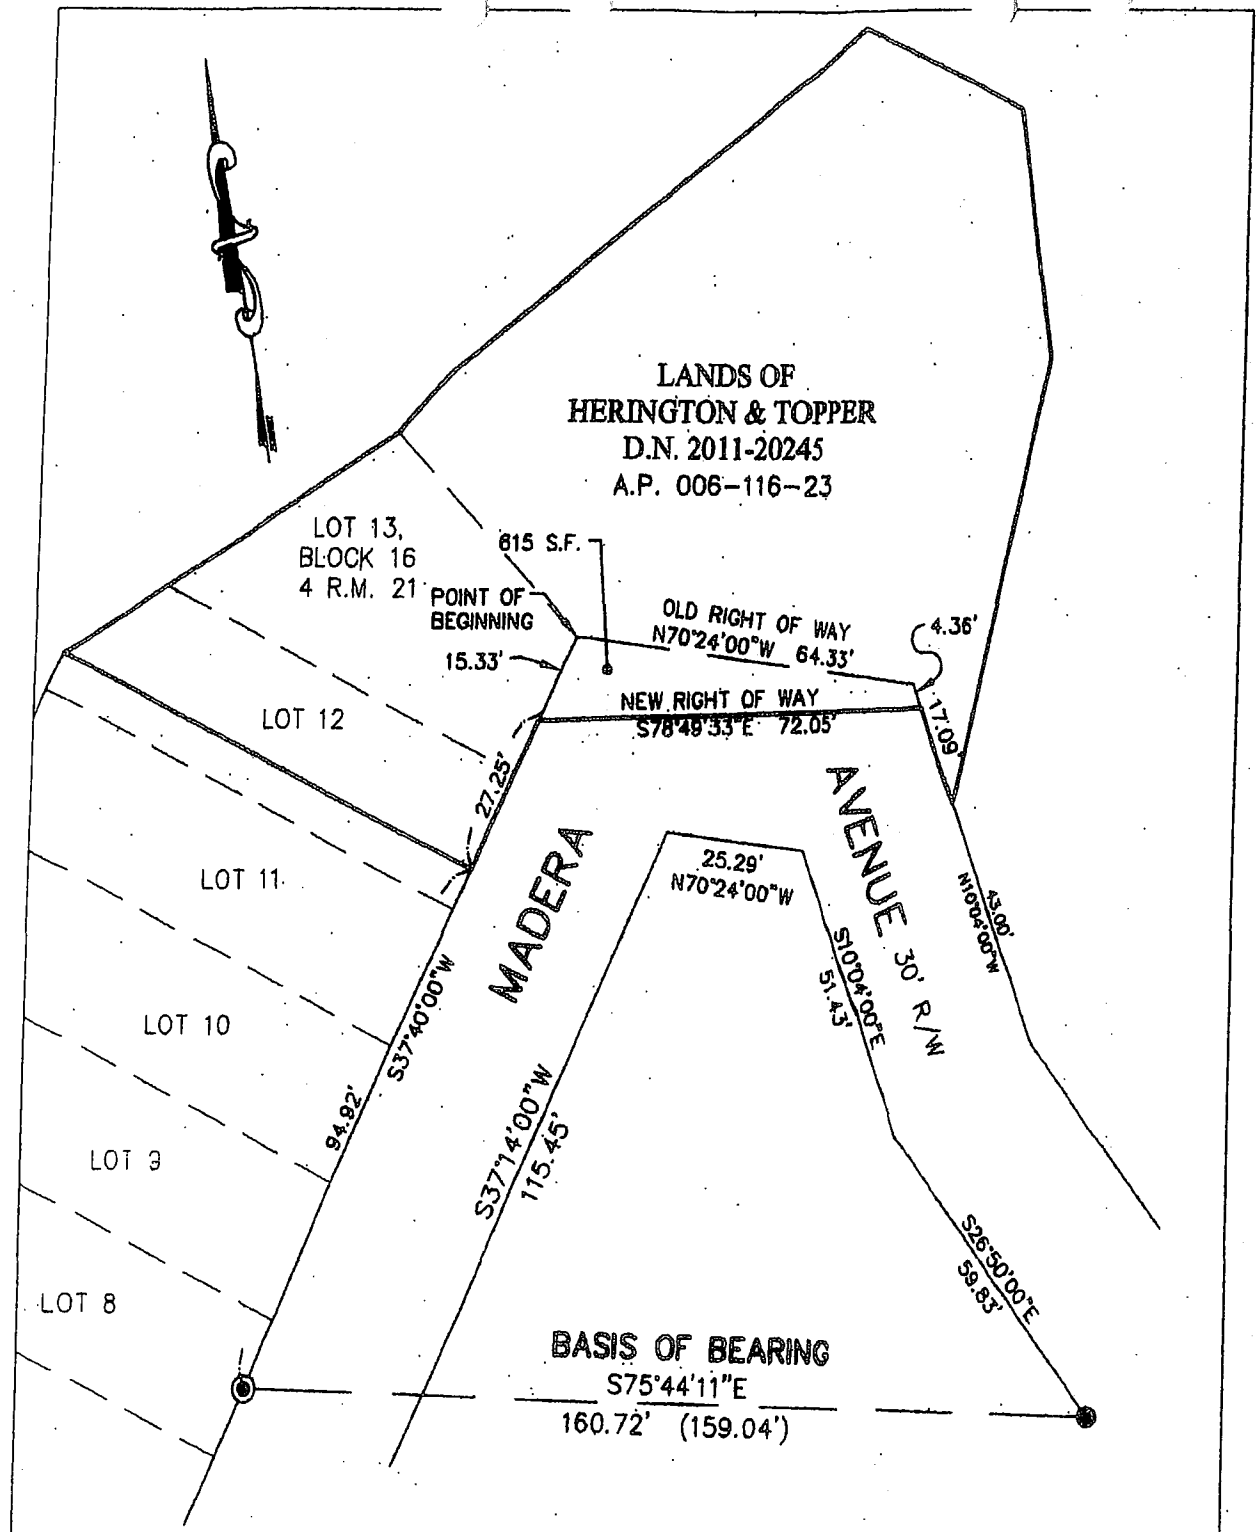 LANDS OF
HERINGTON & TOPPER
D.N. 2011-20245
A.P. 006-116-23
LOT 13,
BLOCK 16
4 R.M. 21
615 S.F.
POINT OF
BEGINNING
OLD RIGHT OF WAY
N70°24'00"W 64.33'
4.36'
15.33'
NEW RIGHT OF WAY
S78°49'33"E 72.05'
17.09'
LOT 12
27.25'
MADERA
AVENUE 30' R/W
25.29'
N70°24'00"W
LOT 11
43.00'
N10°04'00"W
S10°04'00"E
51.43'
S37°40'00"W
LOT 10
94.92'
S37°14'00"W
115.45'
LOT 9
S26°50'00"E
59.83'
LOT 8
BASIS OF BEARING
S75°44'11"E
160.72' (159.04')